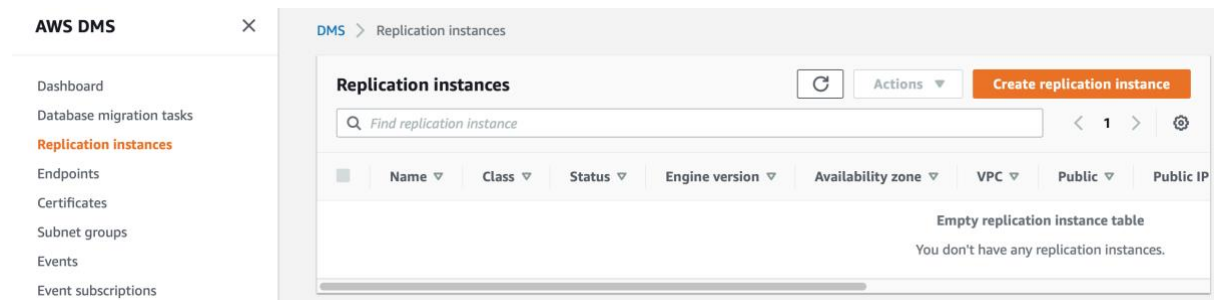 AWS DMS
Dashboard
Database migration tasks
Replication instances
Endpoints
Certificates
Subnet groups
Events
Event subscriptions
DMS > Replication instances
Replication instances
Actions
Create replication instance
Find replication instance
< 1 >
Name Class Status Engine version Availability zone VPC Public Public IP
Empty replication instance table
You don't have any replication instances.